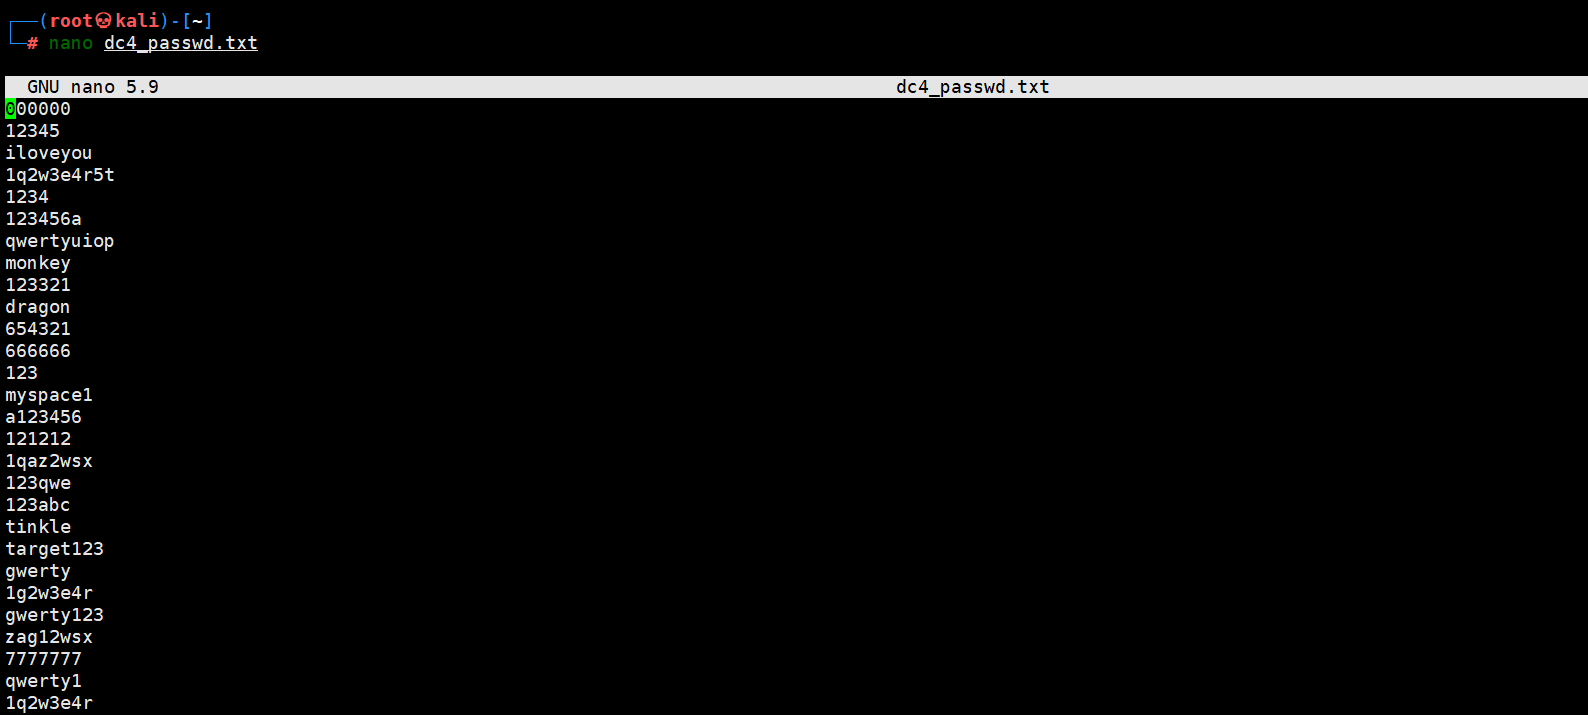 ┌──(root💀kali)-[~]
└─# nano dc4_passwd.txt
GNU nano 5.9 dc4_passwd.txt
000000
12345
iloveyou
1q2w3e4r5t
1234
123456a
qwertyuiop
monkey
123321
dragon
654321
666666
123
myspace1
a123456
121212
1qaz2wsx
123qwe
123abc
tinkle
target123
gwerty
1g2w3e4r
gwerty123
zag12wsx
7777777
qwerty1
1q2w3e4r